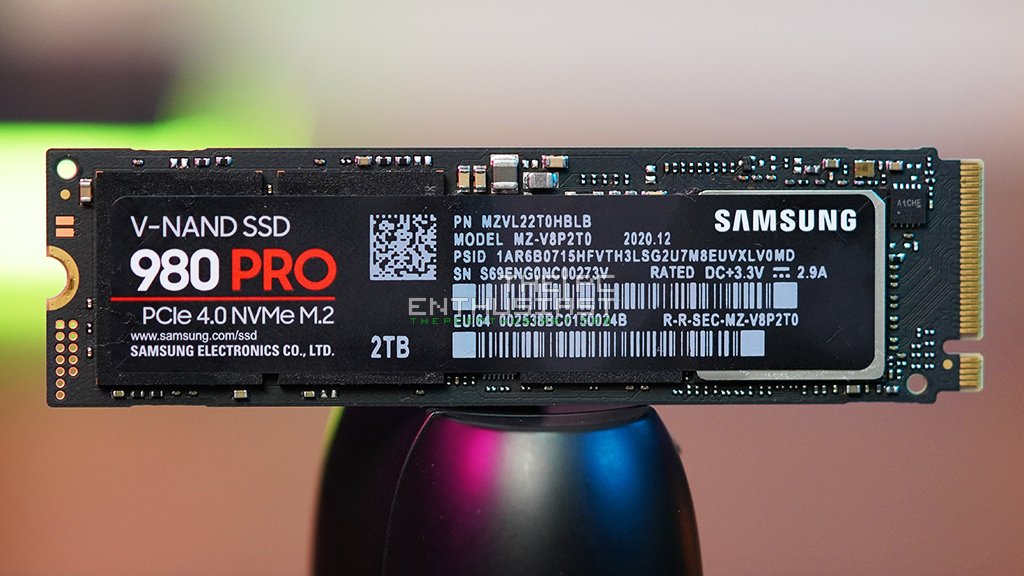 V-NAND SSD
980 PRO
PCIe 4.0 NVMe M.2
www.samsung.com/ssd
SAMSUNG ELECTRONICS CO., LTD.
2TB
SAMSUNG
PN MZVL22T0HBLB
MODEL MZ-V8P2T0 2020.12
PSID 1AR6B0715HFVTH3LSG2U7M8EUVXLV0MD
SN S69ENG0NC00273V RATED DC+3.3V ⎓ 2.9A
ENTHUSIAST
EUI64 002538BC0150024B R-R-SEC-MZ-V8P2T0